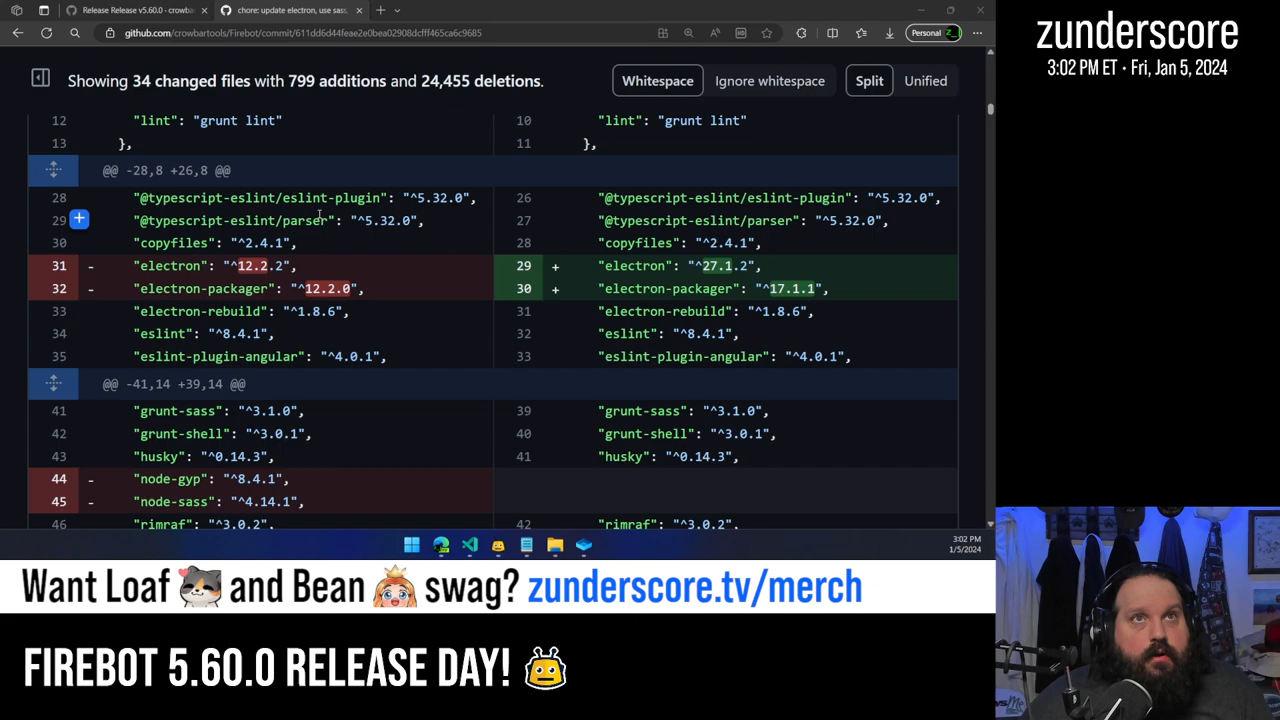 Release Release v5.60.0 · crowba
chore: update electron, use sass,
github.com/crowbartools/Firebot/commit/611dd6d44feae2e0bea02908dcfff465ca6c9685
Personal
Showing 34 changed files with 799 additions and 24,455 deletions.
Whitespace
Ignore whitespace
Split
Unified
12 "lint": "grunt lint" 10 "lint": "grunt lint"
13 }, 11 },
@@ -28,8 +26,8 @@
28 "@typescript-eslint/eslint-plugin": "^5.32.0", 26 "@typescript-eslint/eslint-plugin": "^5.32.0",
29 "@typescript-eslint/parser": "^5.32.0", 27 "@typescript-eslint/parser": "^5.32.0",
30 "copyfiles": "^2.4.1", 28 "copyfiles": "^2.4.1",
31 - "electron": "^12.2.2", 29 + "electron": "^27.1.2",
32 - "electron-packager": "^12.2.0", 30 + "electron-packager": "^17.1.1",
33 "electron-rebuild": "^1.8.6", 31 "electron-rebuild": "^1.8.6",
34 "eslint": "^8.4.1", 32 "eslint": "^8.4.1",
35 "eslint-plugin-angular": "^4.0.1", 33 "eslint-plugin-angular": "^4.0.1",
@@ -41,14 +39,14 @@
41 "grunt-sass": "^3.1.0", 39 "grunt-sass": "^3.1.0",
42 "grunt-shell": "^3.0.1", 40 "grunt-shell": "^3.0.1",
43 "husky": "^0.14.3", 41 "husky": "^0.14.3",
44 - "node-gyp": "^8.4.1",
45 - "node-sass": "^4.14.1",
46 "rimraf": "^3.0.2", 42 "rimraf": "^3.0.2",
3:02 PM
1/5/2024
zunderscore
3:02 PM ET • Fri, Jan 5, 2024
Want Loaf and Bean swag? zunderscore.tv/merch
FIREBOT 5.60.0 RELEASE DAY!